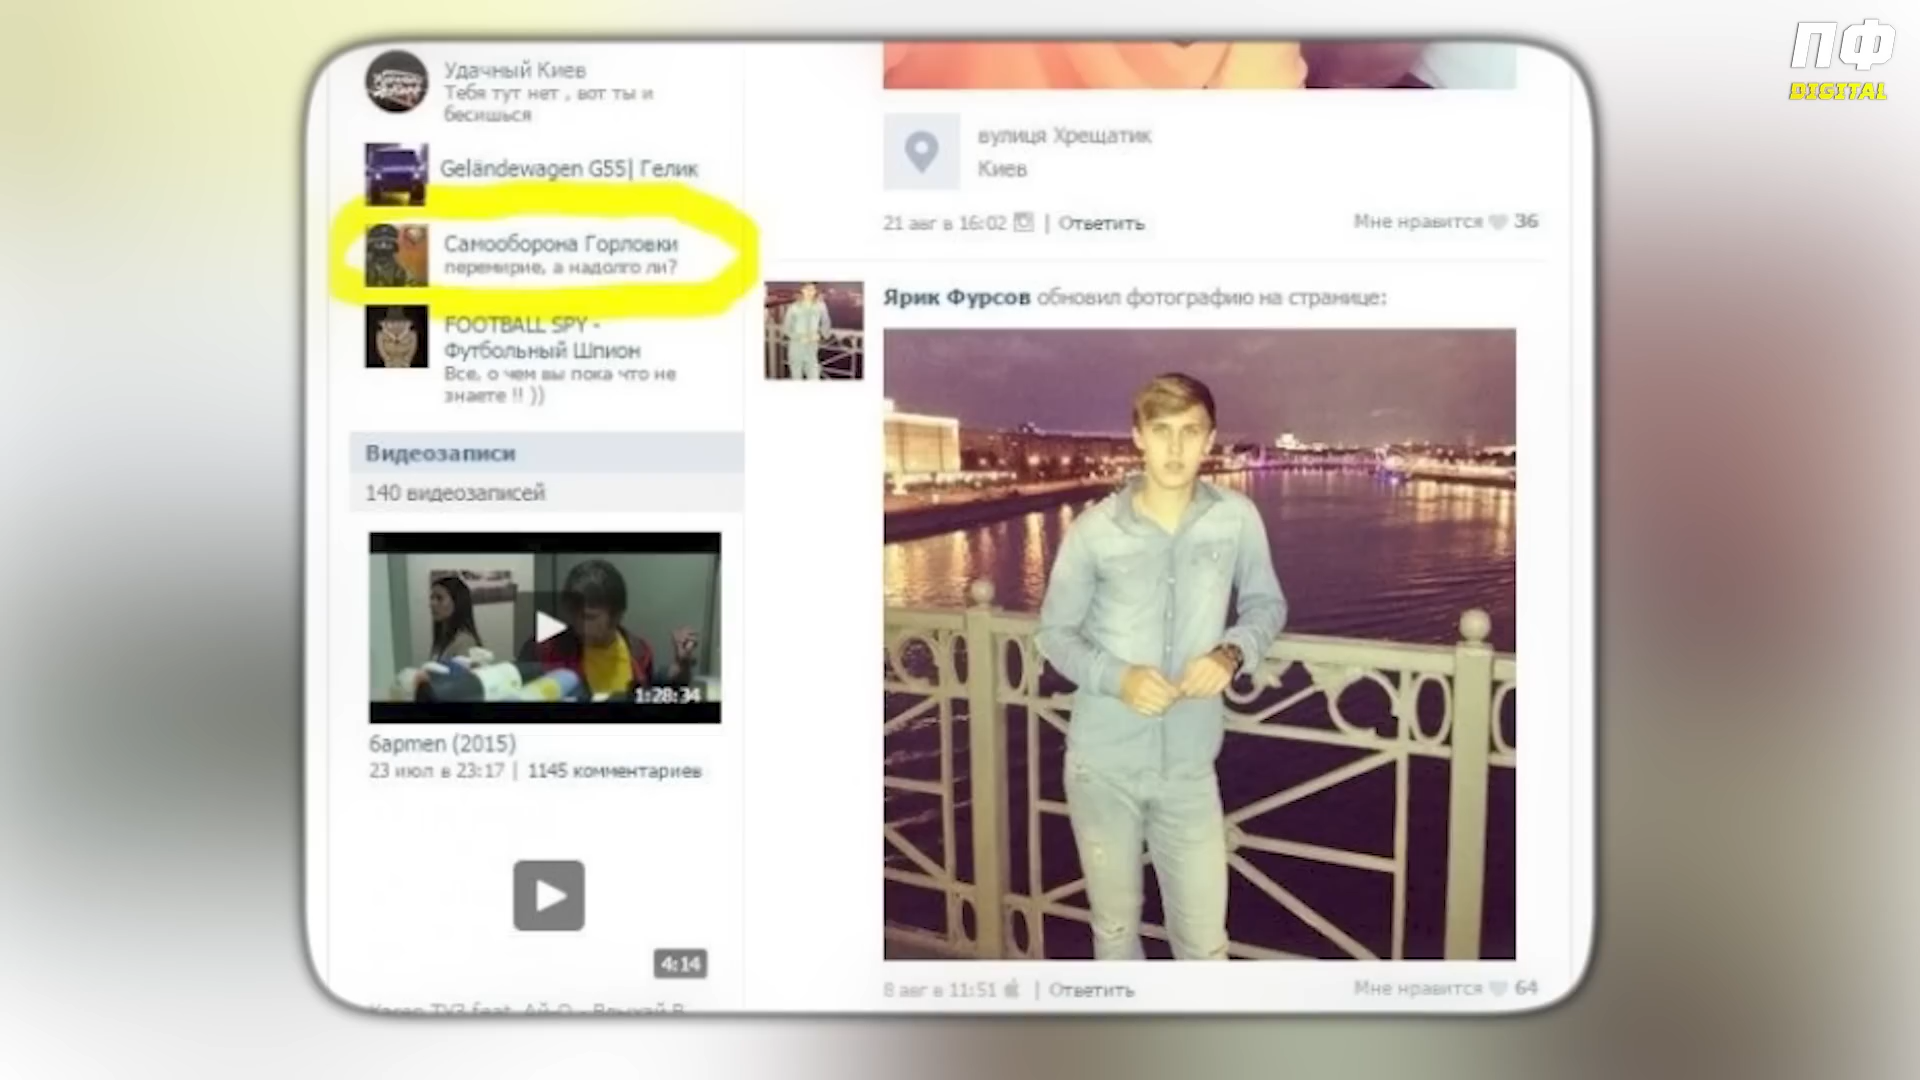 ПФ
DIGITAL
Удачный Киев
Тебя тут нет , вот ты и
бесишься
Geländewagen G55| Гелик
Самооборона Горловки
перемирие, а надолго ли?
FOOTBALL SPY -
Футбольный Шпион
Все, о чем вы пока что не
знаете !! ))
Видеозаписи
140 видеозаписей
1:28:34
бармен (2015)
23 июл в 23:17 | 1145 комментариев
4:14
вулиця Хрещатик
Киев
21 авг в 16:02 | Ответить
Мне нравится 36
Ярик Фурсов обновил фотографию на странице:
8 авг в 11:51 | Ответить
Мне нравится 64